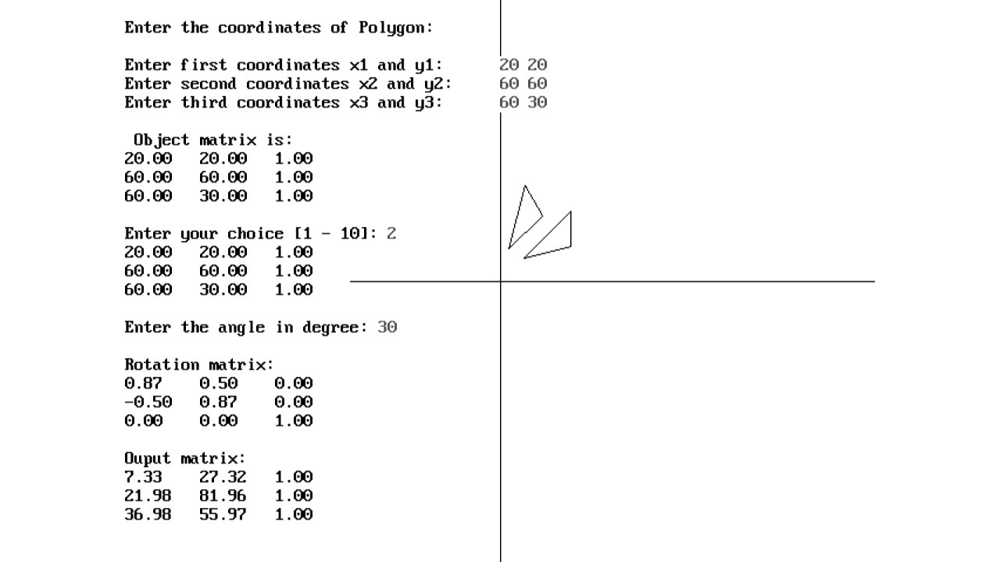 Enter the coordinates of Polygon:
Enter first coordinates x1 and y1: 20 20
Enter second coordinates x2 and y2: 60 60
Enter third coordinates x3 and y3: 60 30
Object matrix is:
20.00 20.00 1.00
60.00 60.00 1.00
60.00 30.00 1.00
Enter your choice [1 - 10]: 2
20.00 20.00 1.00
60.00 60.00 1.00
60.00 30.00 1.00
Enter the angle in degree: 30
Rotation matrix:
0.87 0.50 0.00
-0.50 0.87 0.00
0.00 0.00 1.00
Ouput matrix:
7.33 27.32 1.00
21.98 81.96 1.00
36.98 55.97 1.00